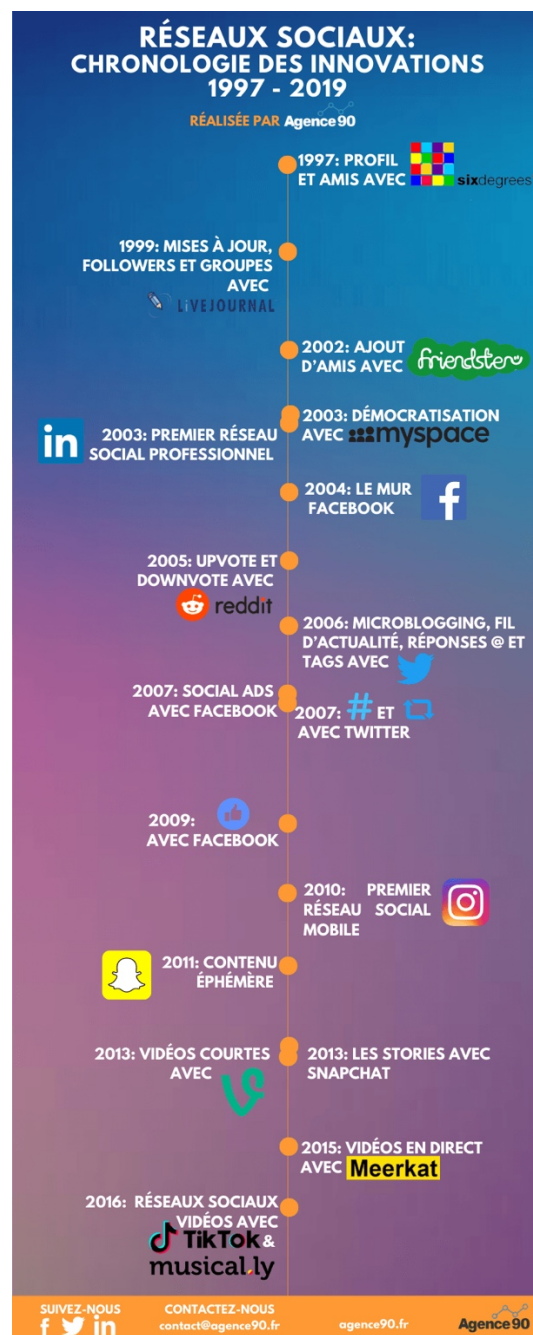 RÉSEAUX SOCIAUX:
CHRONOLOGIE DES INNOVATIONS
1997 - 2019
RÉALISÉE PAR Agence90
1997: PROFIL
ET AMIS AVEC sixdegrees
1999: MISES À JOUR,
FOLLOWERS ET GROUPES
AVEC
LiVEJOURNAL
2002: AJOUT
D'AMIS AVEC friendster
2003: DÉMOCRATISATION
AVEC myspace
in 2003: PREMIER RÉSEAU
SOCIAL PROFESSIONNEL
2004: LE MUR
FACEBOOK f
2005: UPVOTE ET
DOWNVOTE AVEC
reddit
2006: MICROBLOGGING, FIL
D'ACTUALITÉ, RÉPONSES @ ET
TAGS AVEC
2007: SOCIAL ADS
AVEC FACEBOOK
2007: # ET
AVEC TWITTER
2009:
AVEC FACEBOOK
2010: PREMIER
RÉSEAU SOCIAL
MOBILE
2011: CONTENU
ÉPHÉMÈRE
2013: VIDÉOS COURTES
AVEC
2013: LES STORIES AVEC
SNAPCHAT
2015: VIDÉOS EN DIRECT
AVEC Meerkat
2016: RÉSEAUX SOCIAUX
VIDÉOS AVEC
TikTok &
musical.ly
SUIVEZ-NOUS
f in
CONTACTEZ-NOUS
contact@agence90.fr
agence90.fr
Agence90